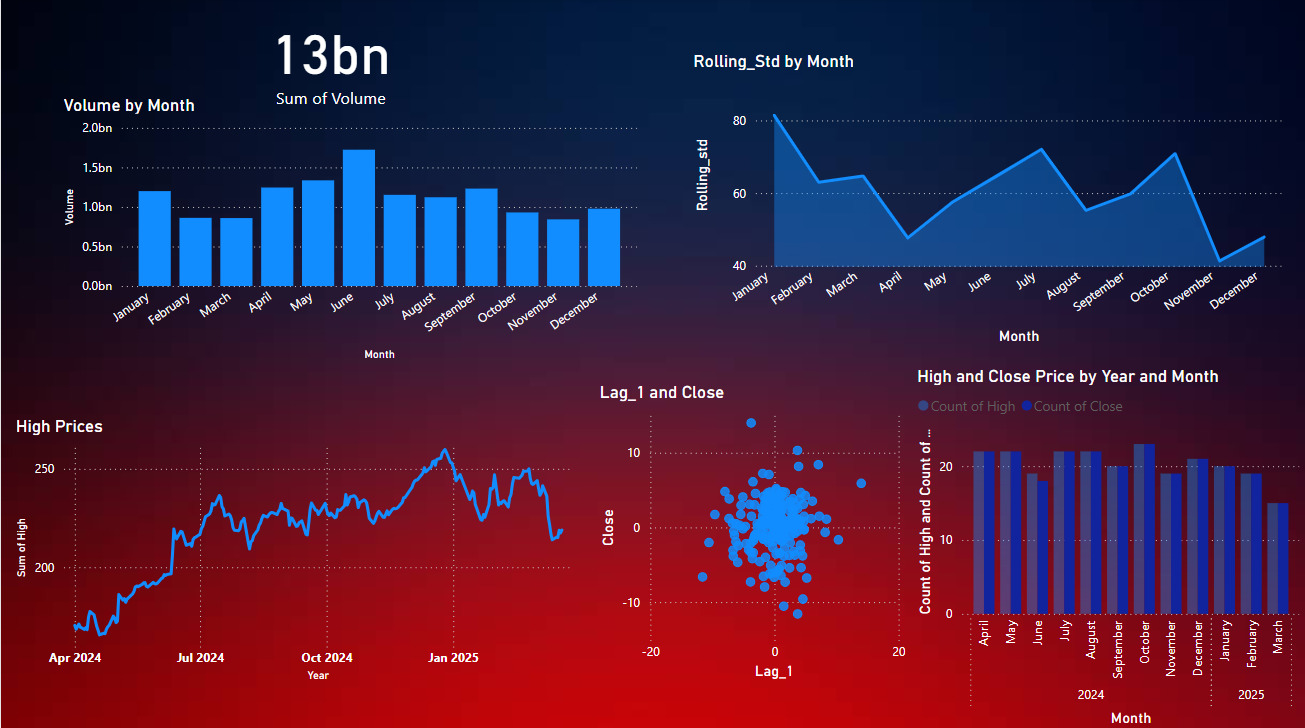 13bn
Sum of Volume
Volume by Month
2.0bn
1.5bn
1.0bn
0.5bn
0.0bn
Volume
January
February
March
April
May
June
July
August
September
October
November
December
Month
Rolling_Std by Month
80
60
40
Rolling_std
January
February
March
April
May
June
July
August
September
October
November
December
Month
High Prices
250
200
Sum of High
Apr 2024
Jul 2024
Oct 2024
Jan 2025
Year
Lag_1 and Close
10
0
-10
Close
-20
0
20
Lag_1
High and Close Price by Year and Month
Count of High
Count of Close
20
10
0
Count of High and Count of ...
April
May
June
July
August
September
October
November
December
January
February
March
2024
2025
Month